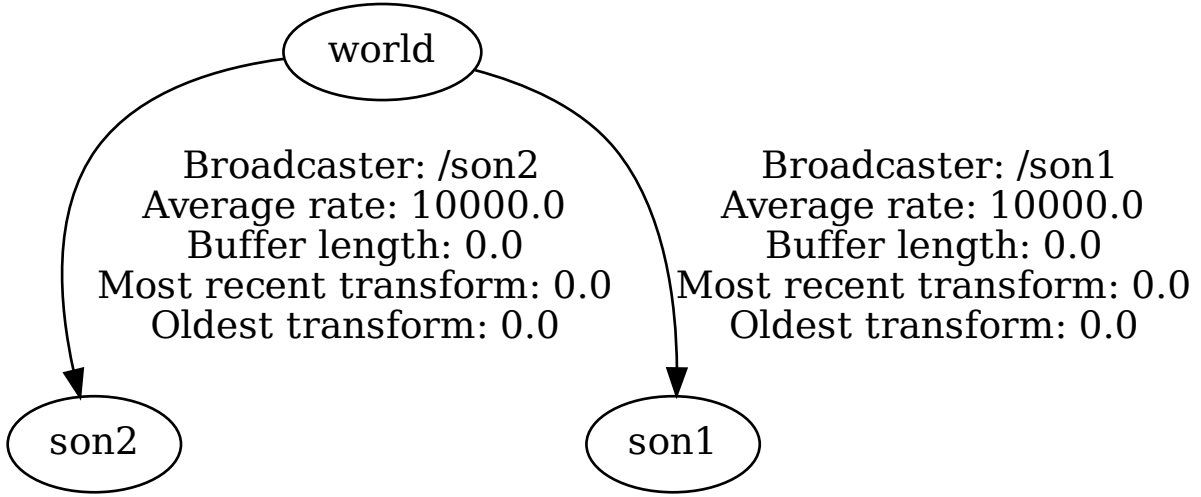 world
Broadcaster: /son2
Average rate: 10000.0
Buffer length: 0.0
Most recent transform: 0.0
Oldest transform: 0.0
Broadcaster: /son1
Average rate: 10000.0
Buffer length: 0.0
Most recent transform: 0.0
Oldest transform: 0.0
son2
son1